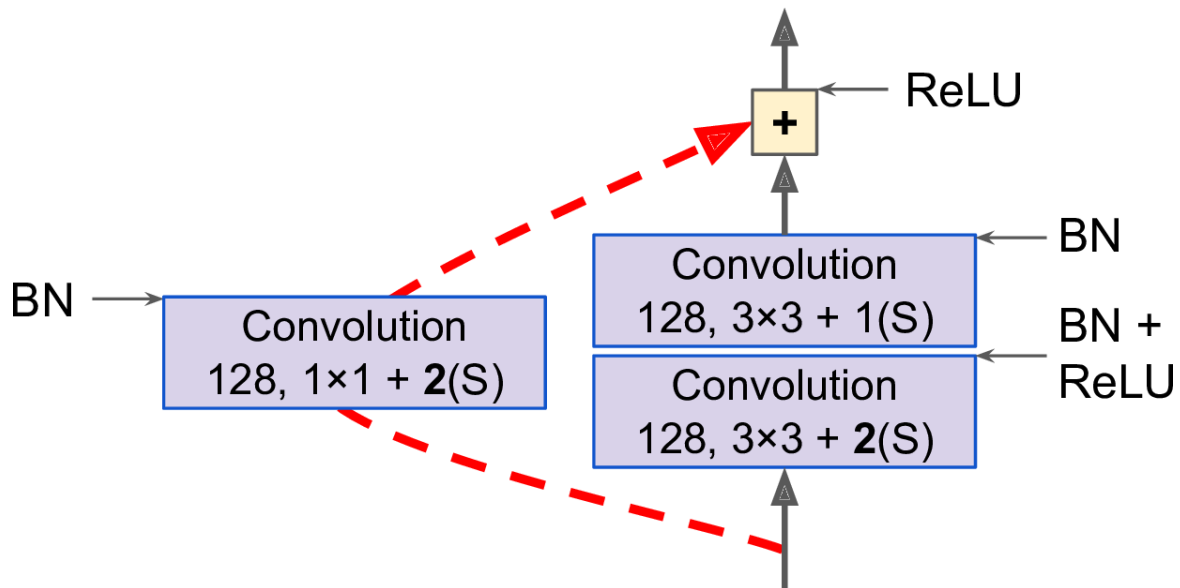 ReLU
+
BN
Convolution
128, 3×3 + 1(S)
BN
Convolution
128, 1×1 + 2(S)
BN +
ReLU
Convolution
128, 3×3 + 2(S)